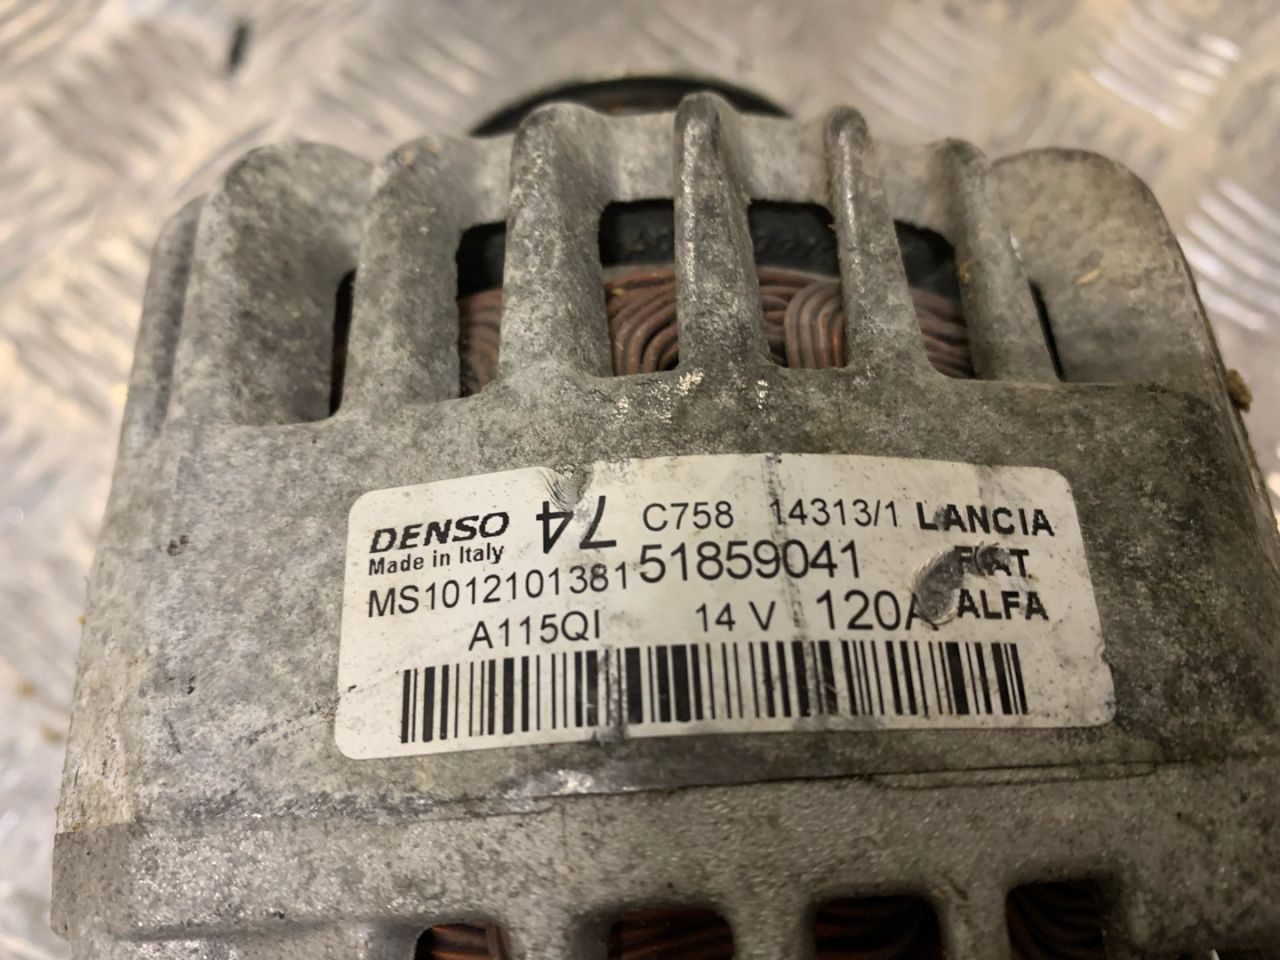 DENSO 74 C758 14313/1 LANCIA
Made in Italy
MS1012101381 51859041 FIAT
A115QI 14 V 120A ALFA